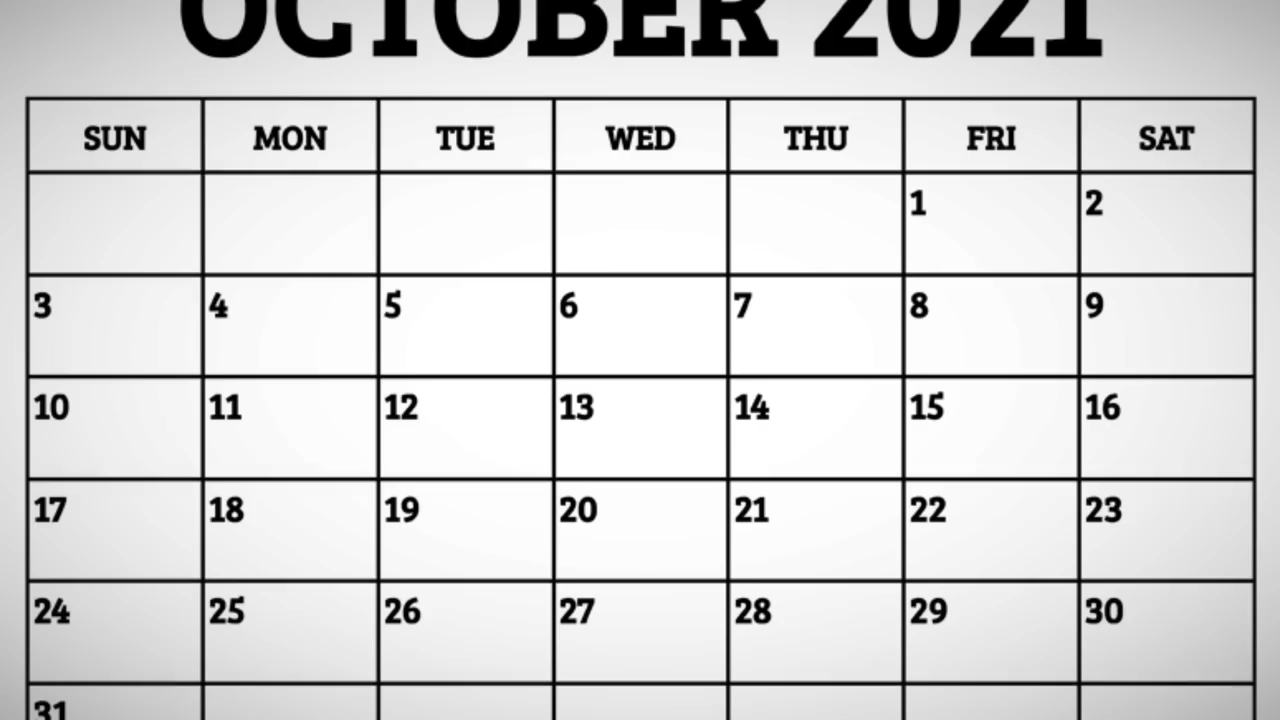 OCTOBER 2021
SUN MON TUE WED THU FRI SAT
1 2
3 4 5 6 7 8 9
10 11 12 13 14 15 16
17 18 19 20 21 22 23
24 25 26 27 28 29 30
31